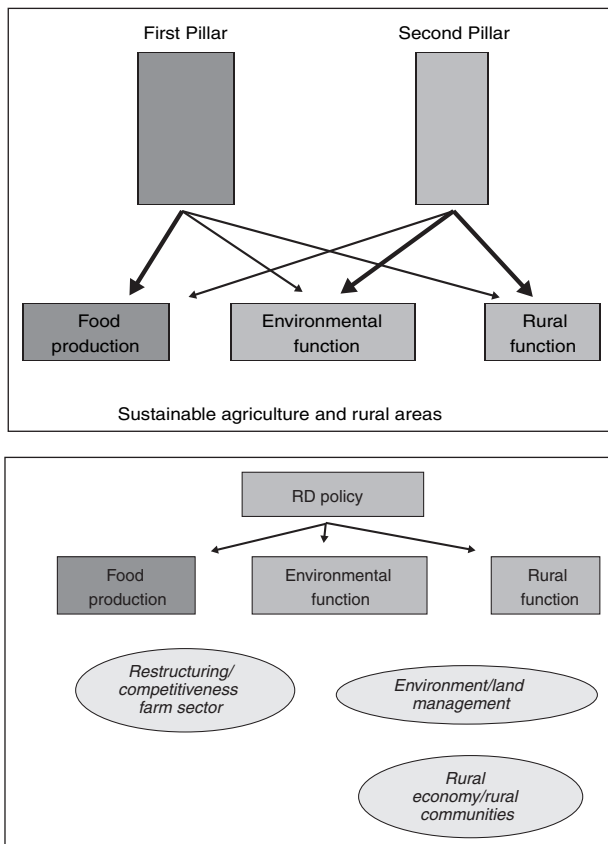 First Pillar
Second Pillar
Food
production
Environmental
function
Rural
function
Sustainable agriculture and rural areas
RD policy
Food
production
Environmental
function
Rural
function
Restructuring/
competitiveness
farm sector
Environment/land
management
Rural
economy/rural
communities